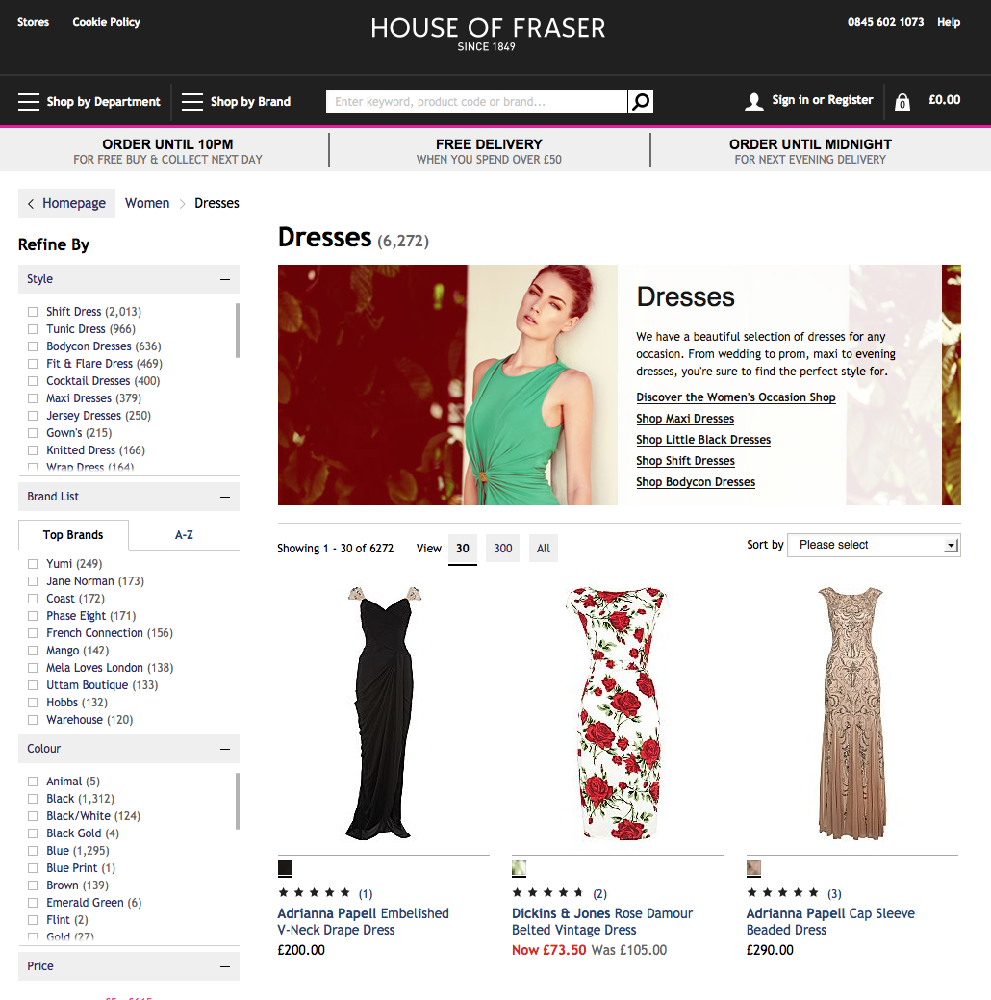 Stores
Cookie Policy
HOUSE OF FRASER
SINCE 1849
0845 602 1073
Help
Shop by Department
Shop by Brand
Enter keyword, product code or brand...
Sign in or Register
0
£0.00
ORDER UNTIL 10PM
FOR FREE BUY & COLLECT NEXT DAY
FREE DELIVERY
WHEN YOU SPEND OVER £50
ORDER UNTIL MIDNIGHT
FOR NEXT EVENING DELIVERY
Homepage
Women
Dresses
Refine By
Style
Shift Dress (2,013)
Tunic Dress (966)
Bodycon Dresses (636)
Fit & Flare Dress (469)
Cocktail Dresses (400)
Maxi Dresses (379)
Jersey Dresses (250)
Gown's (215)
Knitted Dress (166)
Wrap Dress (164)
Brand List
Top Brands
A-Z
Yumi (249)
Jane Norman (173)
Coast (172)
Phase Eight (171)
French Connection (156)
Mango (142)
Mela Loves London (138)
Uttam Boutique (133)
Hobbs (132)
Warehouse (120)
Colour
Animal (5)
Black (1,312)
Black/White (124)
Black Gold (4)
Blue (1,295)
Blue Print (1)
Brown (139)
Emerald Green (6)
Flint (2)
Gold (27)
Price
Dresses (6,272)
Dresses
We have a beautiful selection of dresses for any
occasion. From wedding to prom, maxi to evening
dresses, you're sure to find the perfect style for.
Discover the Women's Occasion Shop
Shop Maxi Dresses
Shop Little Black Dresses
Shop Shift Dresses
Shop Bodycon Dresses
Showing 1 - 30 of 6272
View
30
300
All
Sort by
Please select
(1)
Adrianna Papell Embelished
V-Neck Drape Dress
£200.00
(2)
Dickins & Jones Rose Damour
Belted Vintage Dress
Now £73.50 Was £105.00
(3)
Adrianna Papell Cap Sleeve
Beaded Dress
£290.00